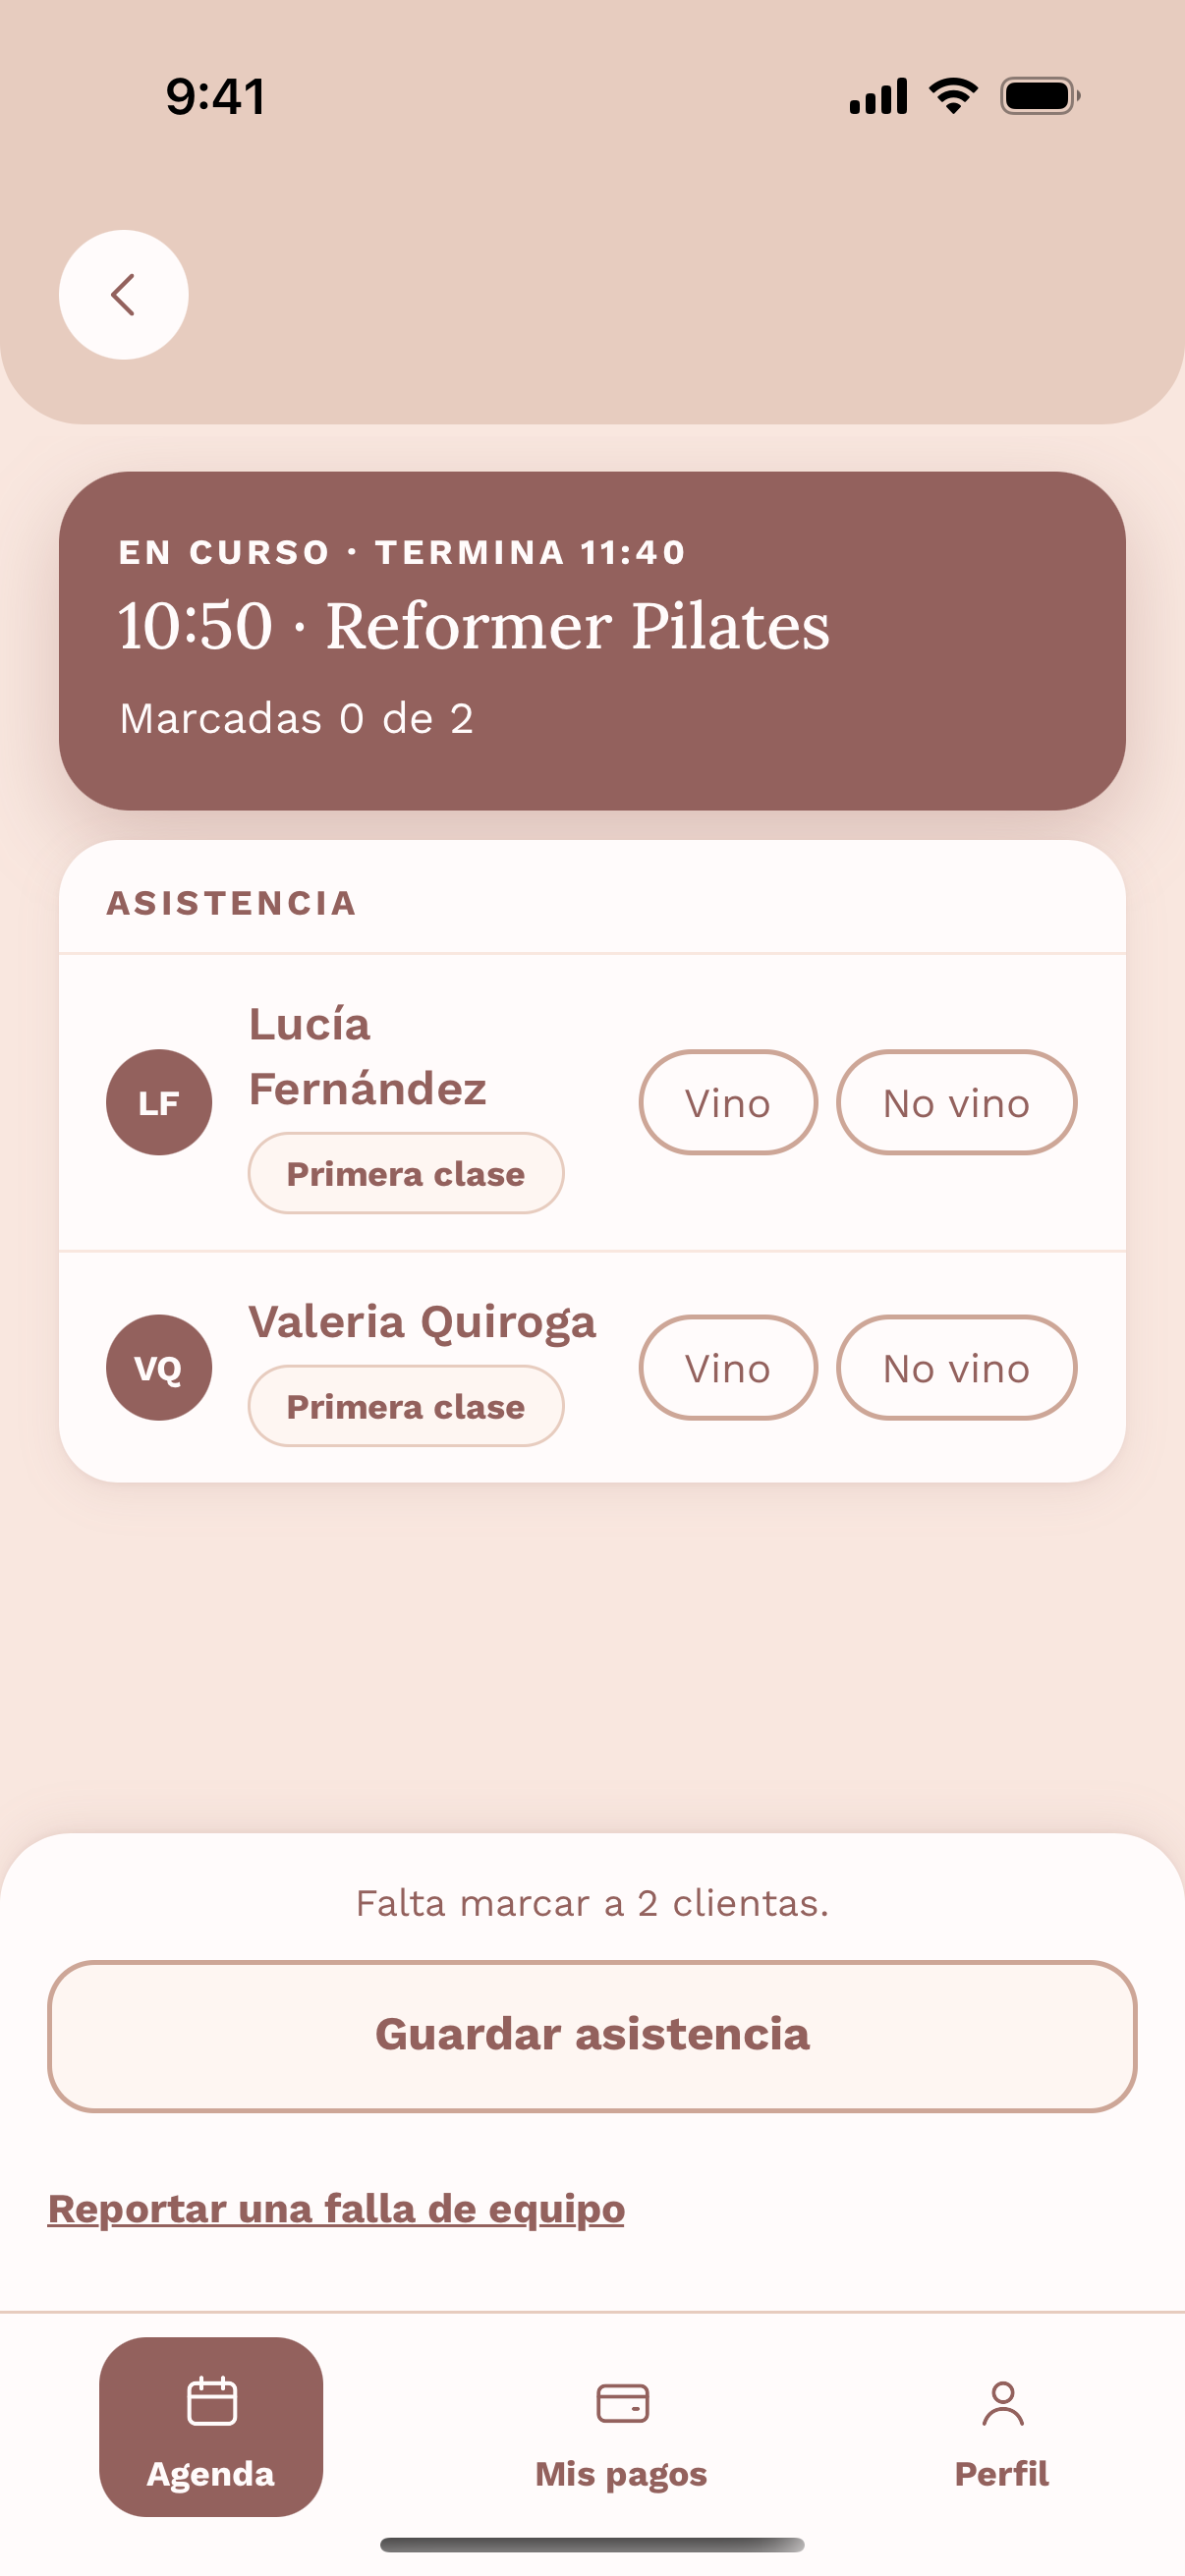 9:41
EN CURSO · TERMINA 11:40
10:50 · Reformer Pilates
Marcadas 0 de 2
ASISTENCIA
LF
Lucía
Fernández
Primera clase
Vino
No vino
VQ
Valeria Quiroga
Primera clase
Vino
No vino
Falta marcar a 2 clientas.
Guardar asistencia
Reportar una falla de equipo
Agenda
Mis pagos
Perfil